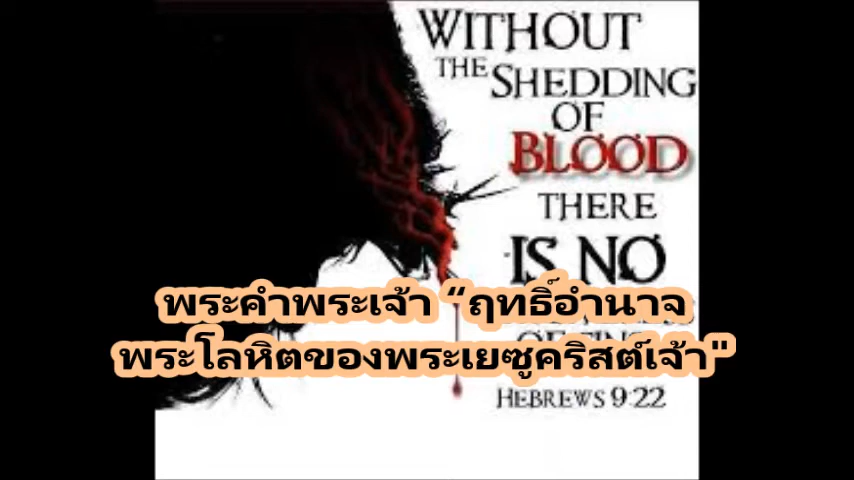 WITHOUT
THE SHEDDING
OF
BLOOD
THERE
IS NO
พระคำพระเจ้า “ฤทธิ์อำนาจ
พระโลหิตของพระเยซูคริสต์เจ้า"
HEBREWS 9:22